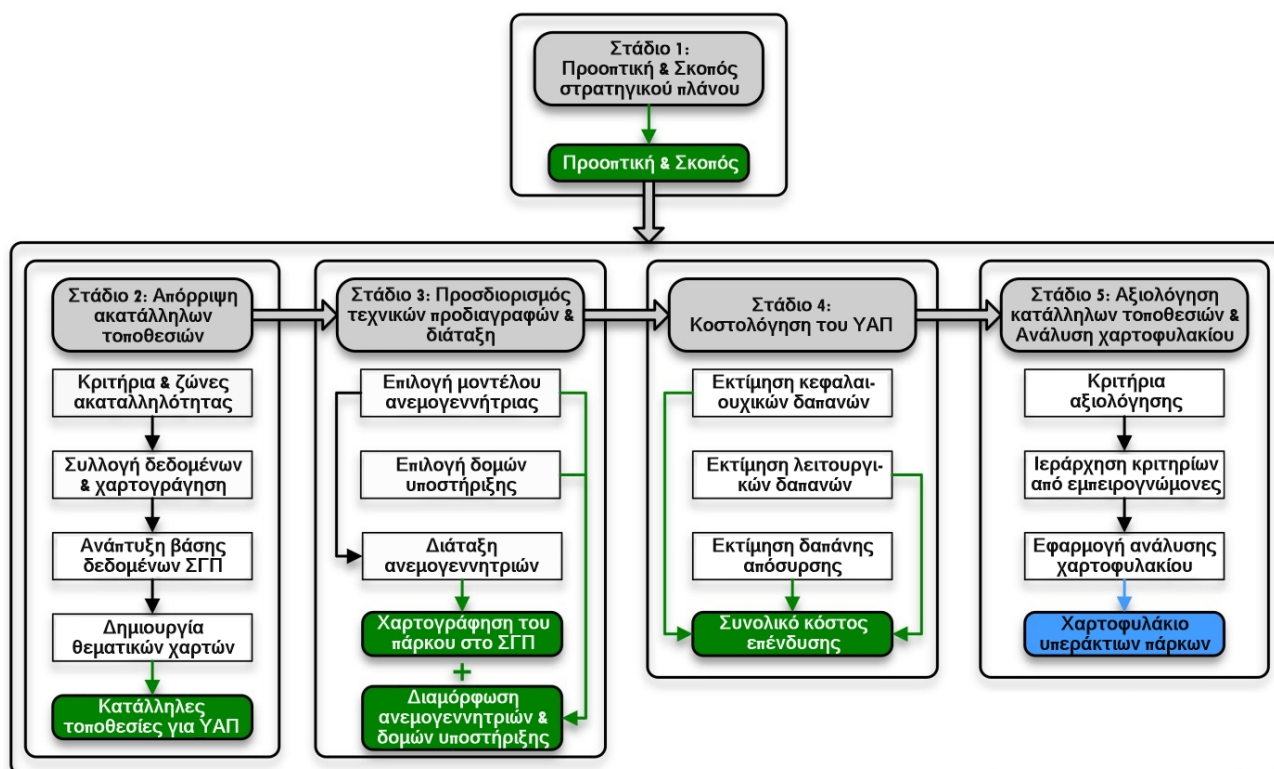 Στάδιο 1:
Προοπτική & Σκοπός
στρατηγικού πλάνου
Προοπτική & Σκοπός
Στάδιο 2: Απόρριψη
ακατάλληλων
τοποθεσιών
Κριτήρια & ζώνες
ακαταλληλότητας
Συλλογή δεδομένων
& χαρτογράγηση
Ανάπτυξη βάσης
δεδομένων ΣΓΠ
Δημιουργία
θεματικών χαρτών
Κατάλληλες
τοποθεσίες για ΥΑΠ
Στάδιο 3: Προσδιορισμός
τεχνικών προδιαγραφών &
διάταξη
Επιλογή μοντέλου
ανεμογεννήτριας
Επιλογή δομών
υποστήριξης
Διάταξη
ανεμογεννητριών
Χαρτογράφηση του
πάρκου στο ΣΓΠ
+
Διαμόρφωση
ανεμογεννητριών &
δομών υποστήριξης
Στάδιο 4:
Κοστολόγηση του ΥΑΠ
Εκτίμηση κεφαλαι-
ουχικών δαπανών
Εκτίμηση λειτουργι-
κών δαπανών
Εκτίμηση δαπάνης
απόσυρσης
Συνολικό κόστος
επένδυσης
Στάδιο 5: Αξιολόγηση
κατάλληλων τοποθεσιών &
Ανάλυση χαρτοφυλακίου
Κριτήρια
αξιολόγησης
Ιεράρχηση κριτηρίων
από εμπειρογνώμονες
Εφαρμογή ανάλυσης
χαρτοφυλακίου
Χαρτοφυλάκιο
υπεράκτιων πάρκων